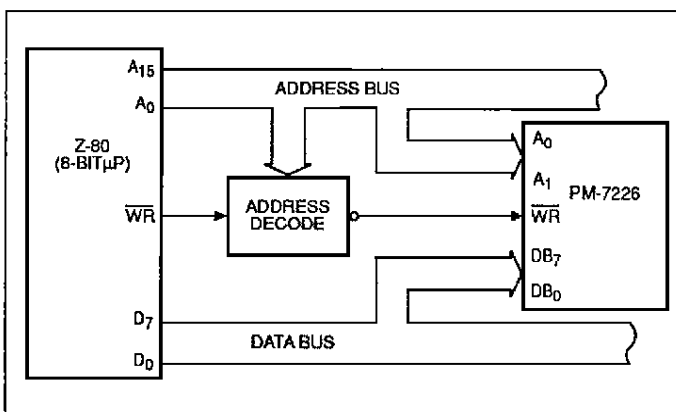 A15
ADDRESS BUS
A0
Z-80
(8-BITμP)
A0
A1
PM-7226
WR
ADDRESS
DECODE
WR
DB7
DB0
D7
DATA BUS
D0